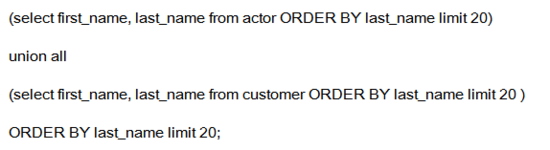 (select first_name, last_name from actor ORDER BY last_name limit 20)
union all
(select first_name, last_name from customer ORDER BY last_name limit 20 )
ORDER BY last_name limit 20;